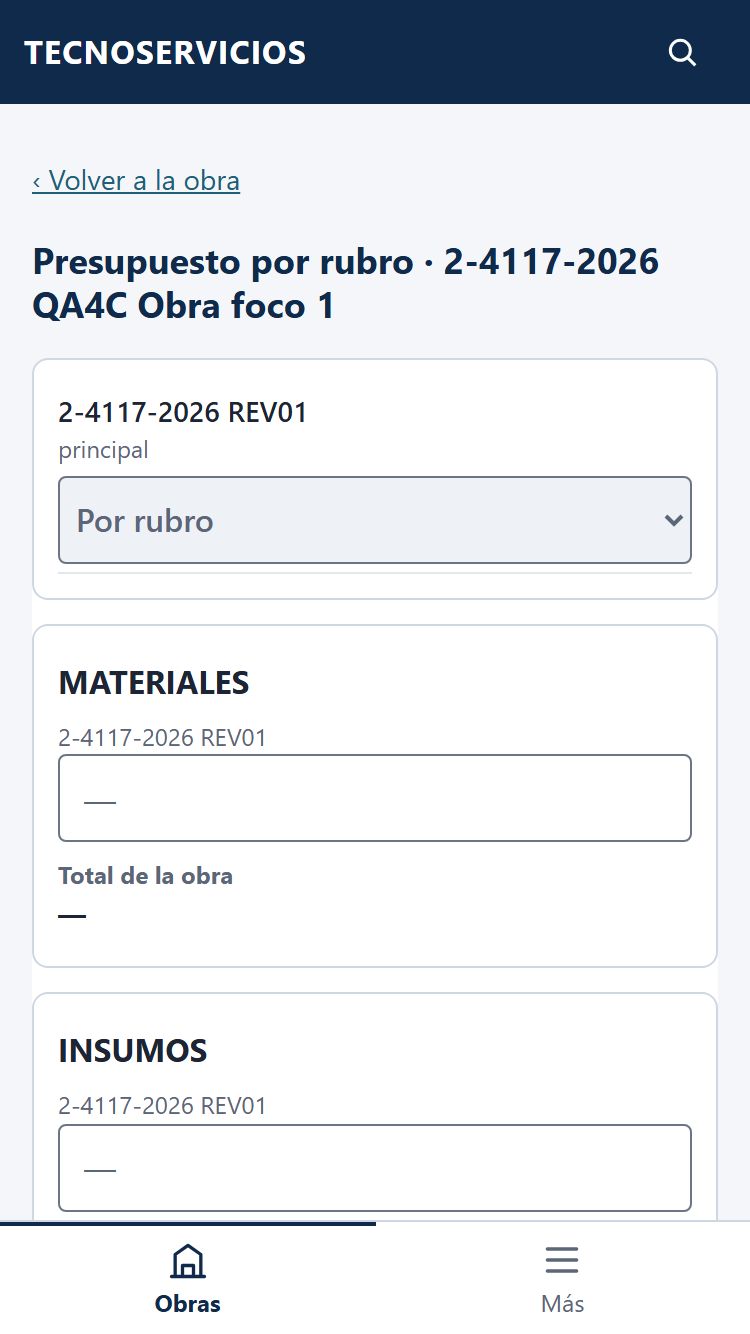 TECNOSERVICIOS
‹ Volver a la obra
Presupuesto por rubro · 2-4117-2026
QA4C Obra foco 1
2-4117-2026 REV01
principal
Por rubro
MATERIALES
2-4117-2026 REV01
—
Total de la obra
—
INSUMOS
2-4117-2026 REV01
—
Obras
Más